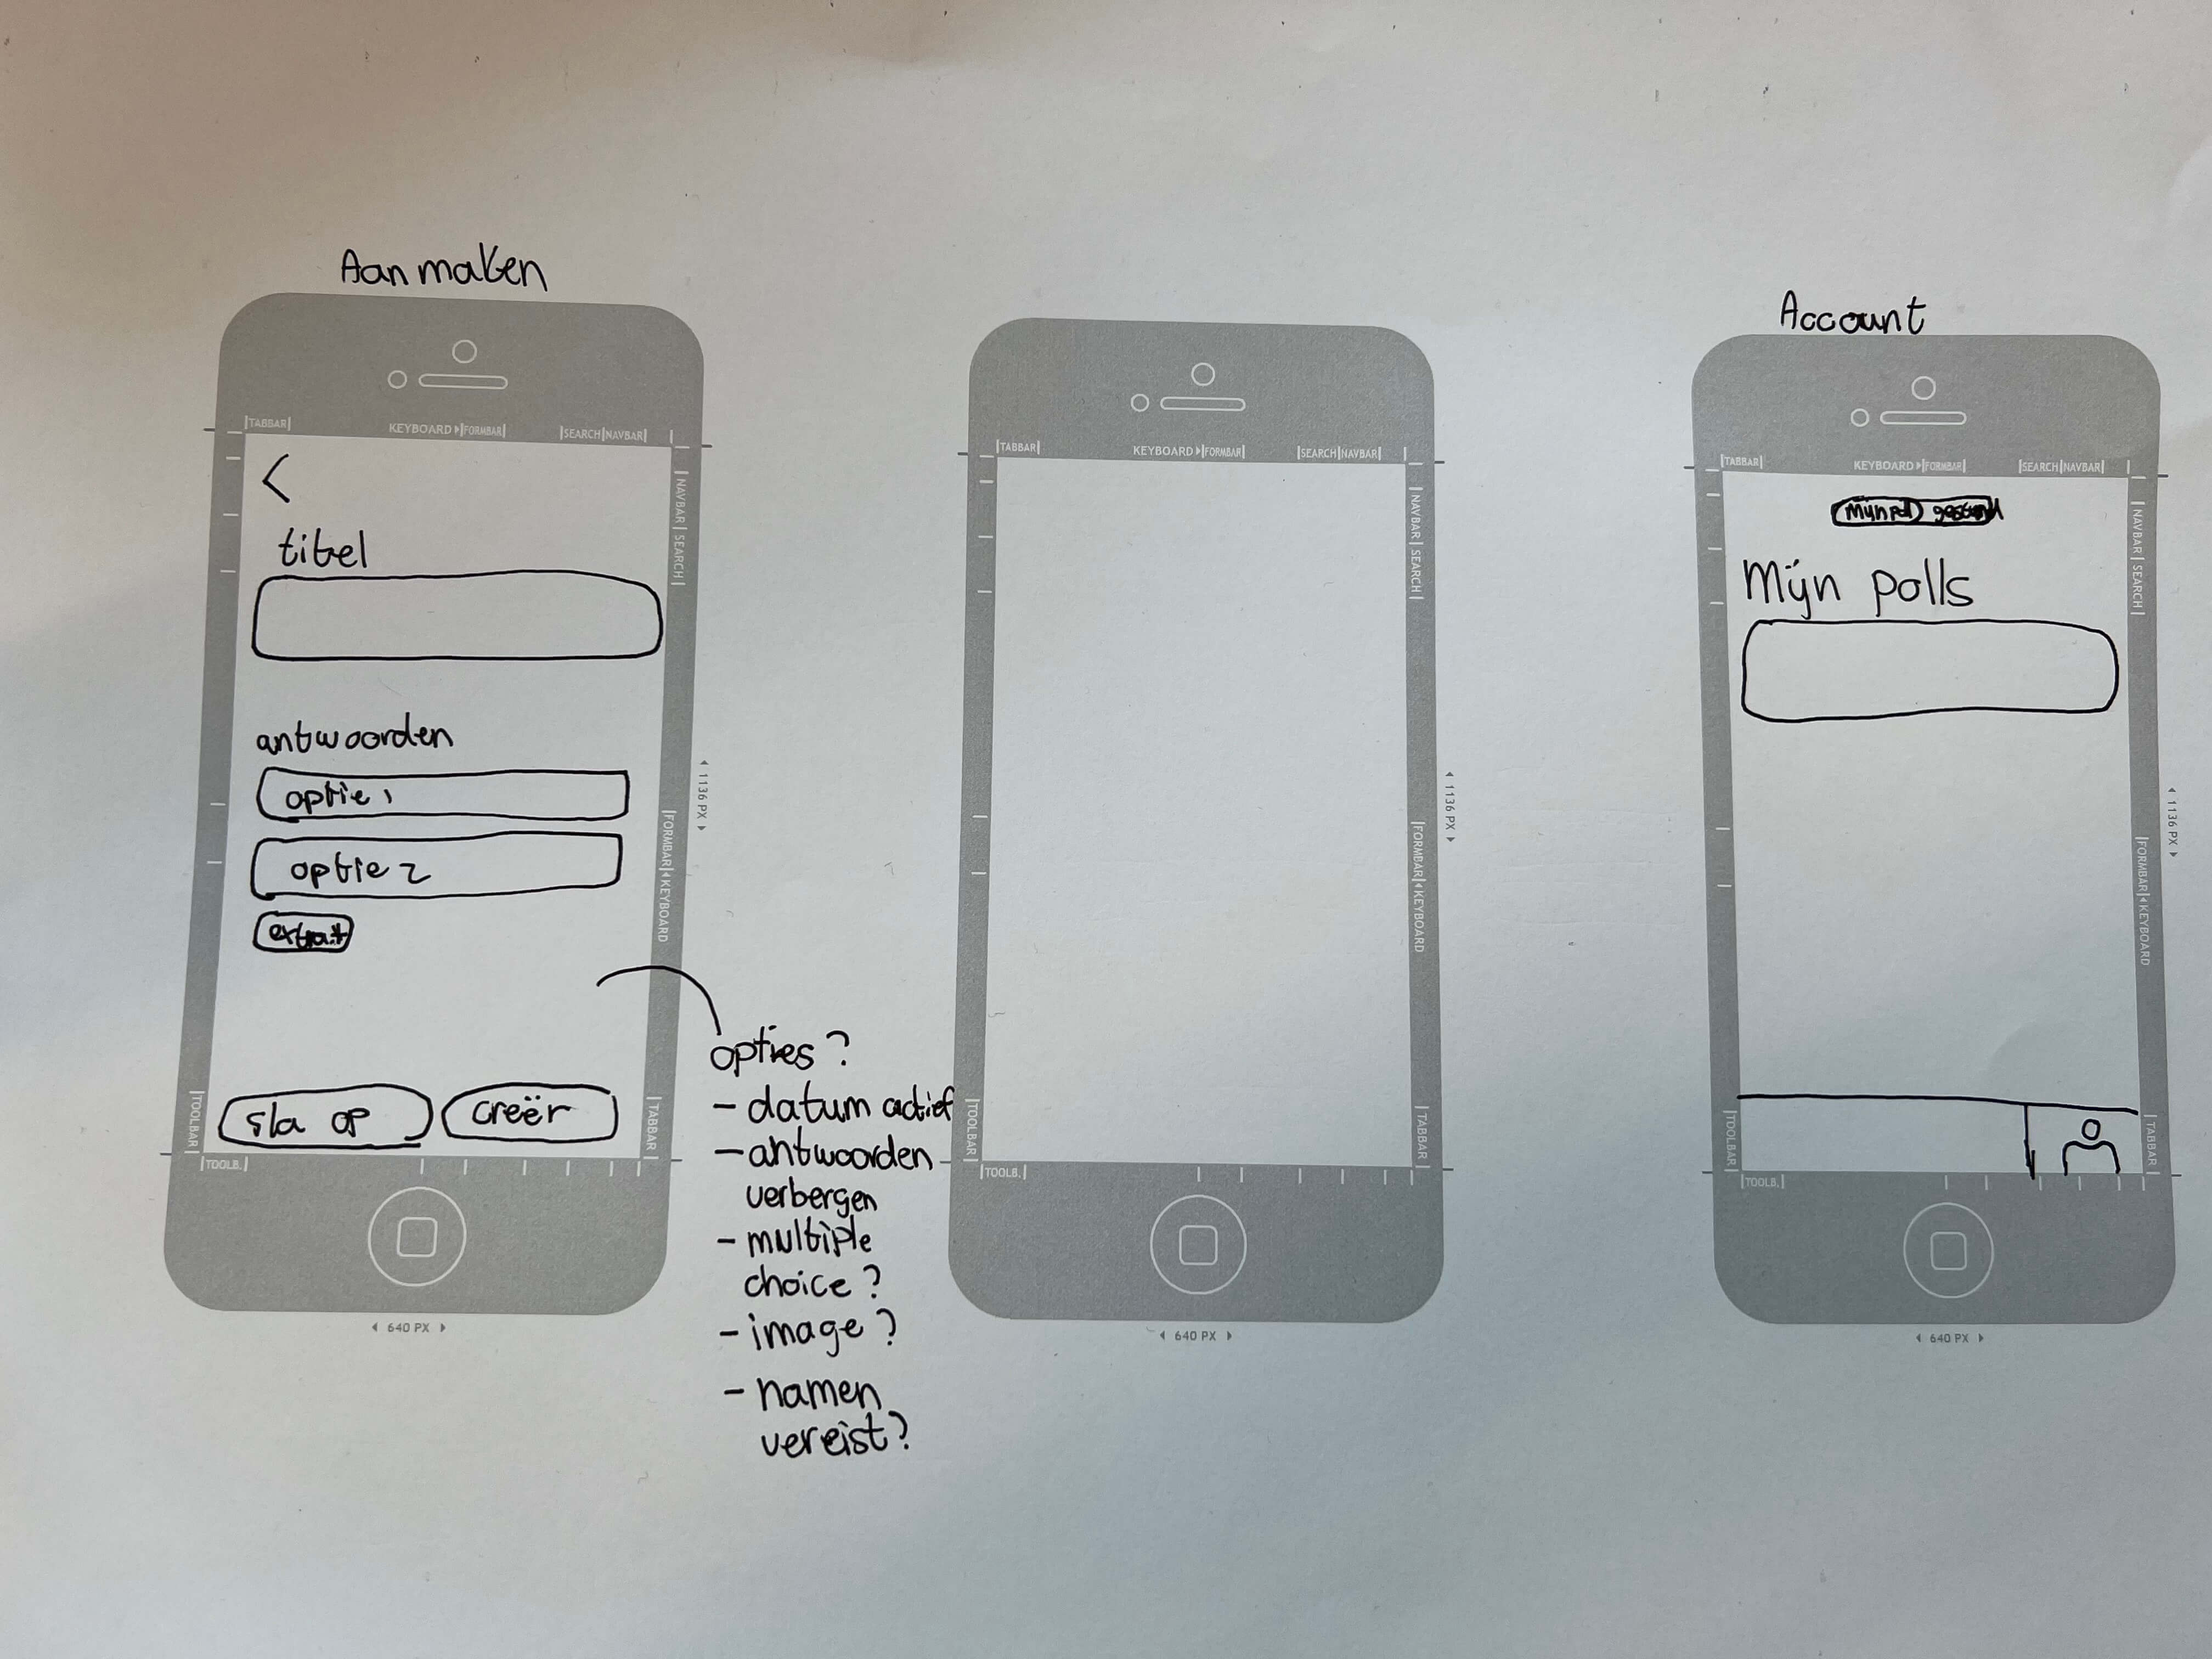 Aan maken
TABBAR
KEYBOARD FORMBAR
SEARCH NAVBAR
NAVBAR SEARCH
<
titel
antwoorden
optie 1
optie 2
extra +
sla op
creër
FORMBAR KEYBOARD
1136 PX
TOOLBAR
TABBAR
TOOLB.
640 PX
opties ?
- datum actief
- antwoorden
verbergen
- multiple
choice ?
- image ?
- namen
vereist ?
TABBAR
KEYBOARD FORMBAR
SEARCH NAVBAR
NAVBAR SEARCH
FORMBAR KEYBOARD
1136 PX
TOOLBAR
TABBAR
TOOLB.
640 PX
Account
TABBAR
KEYBOARD FORMBAR
SEARCH NAVBAR
NAVBAR SEARCH
Mijn poll
Mijn polls
FORMBAR KEYBOARD
1136 PX
TOOLBAR
TABBAR
TOOLB.
640 PX